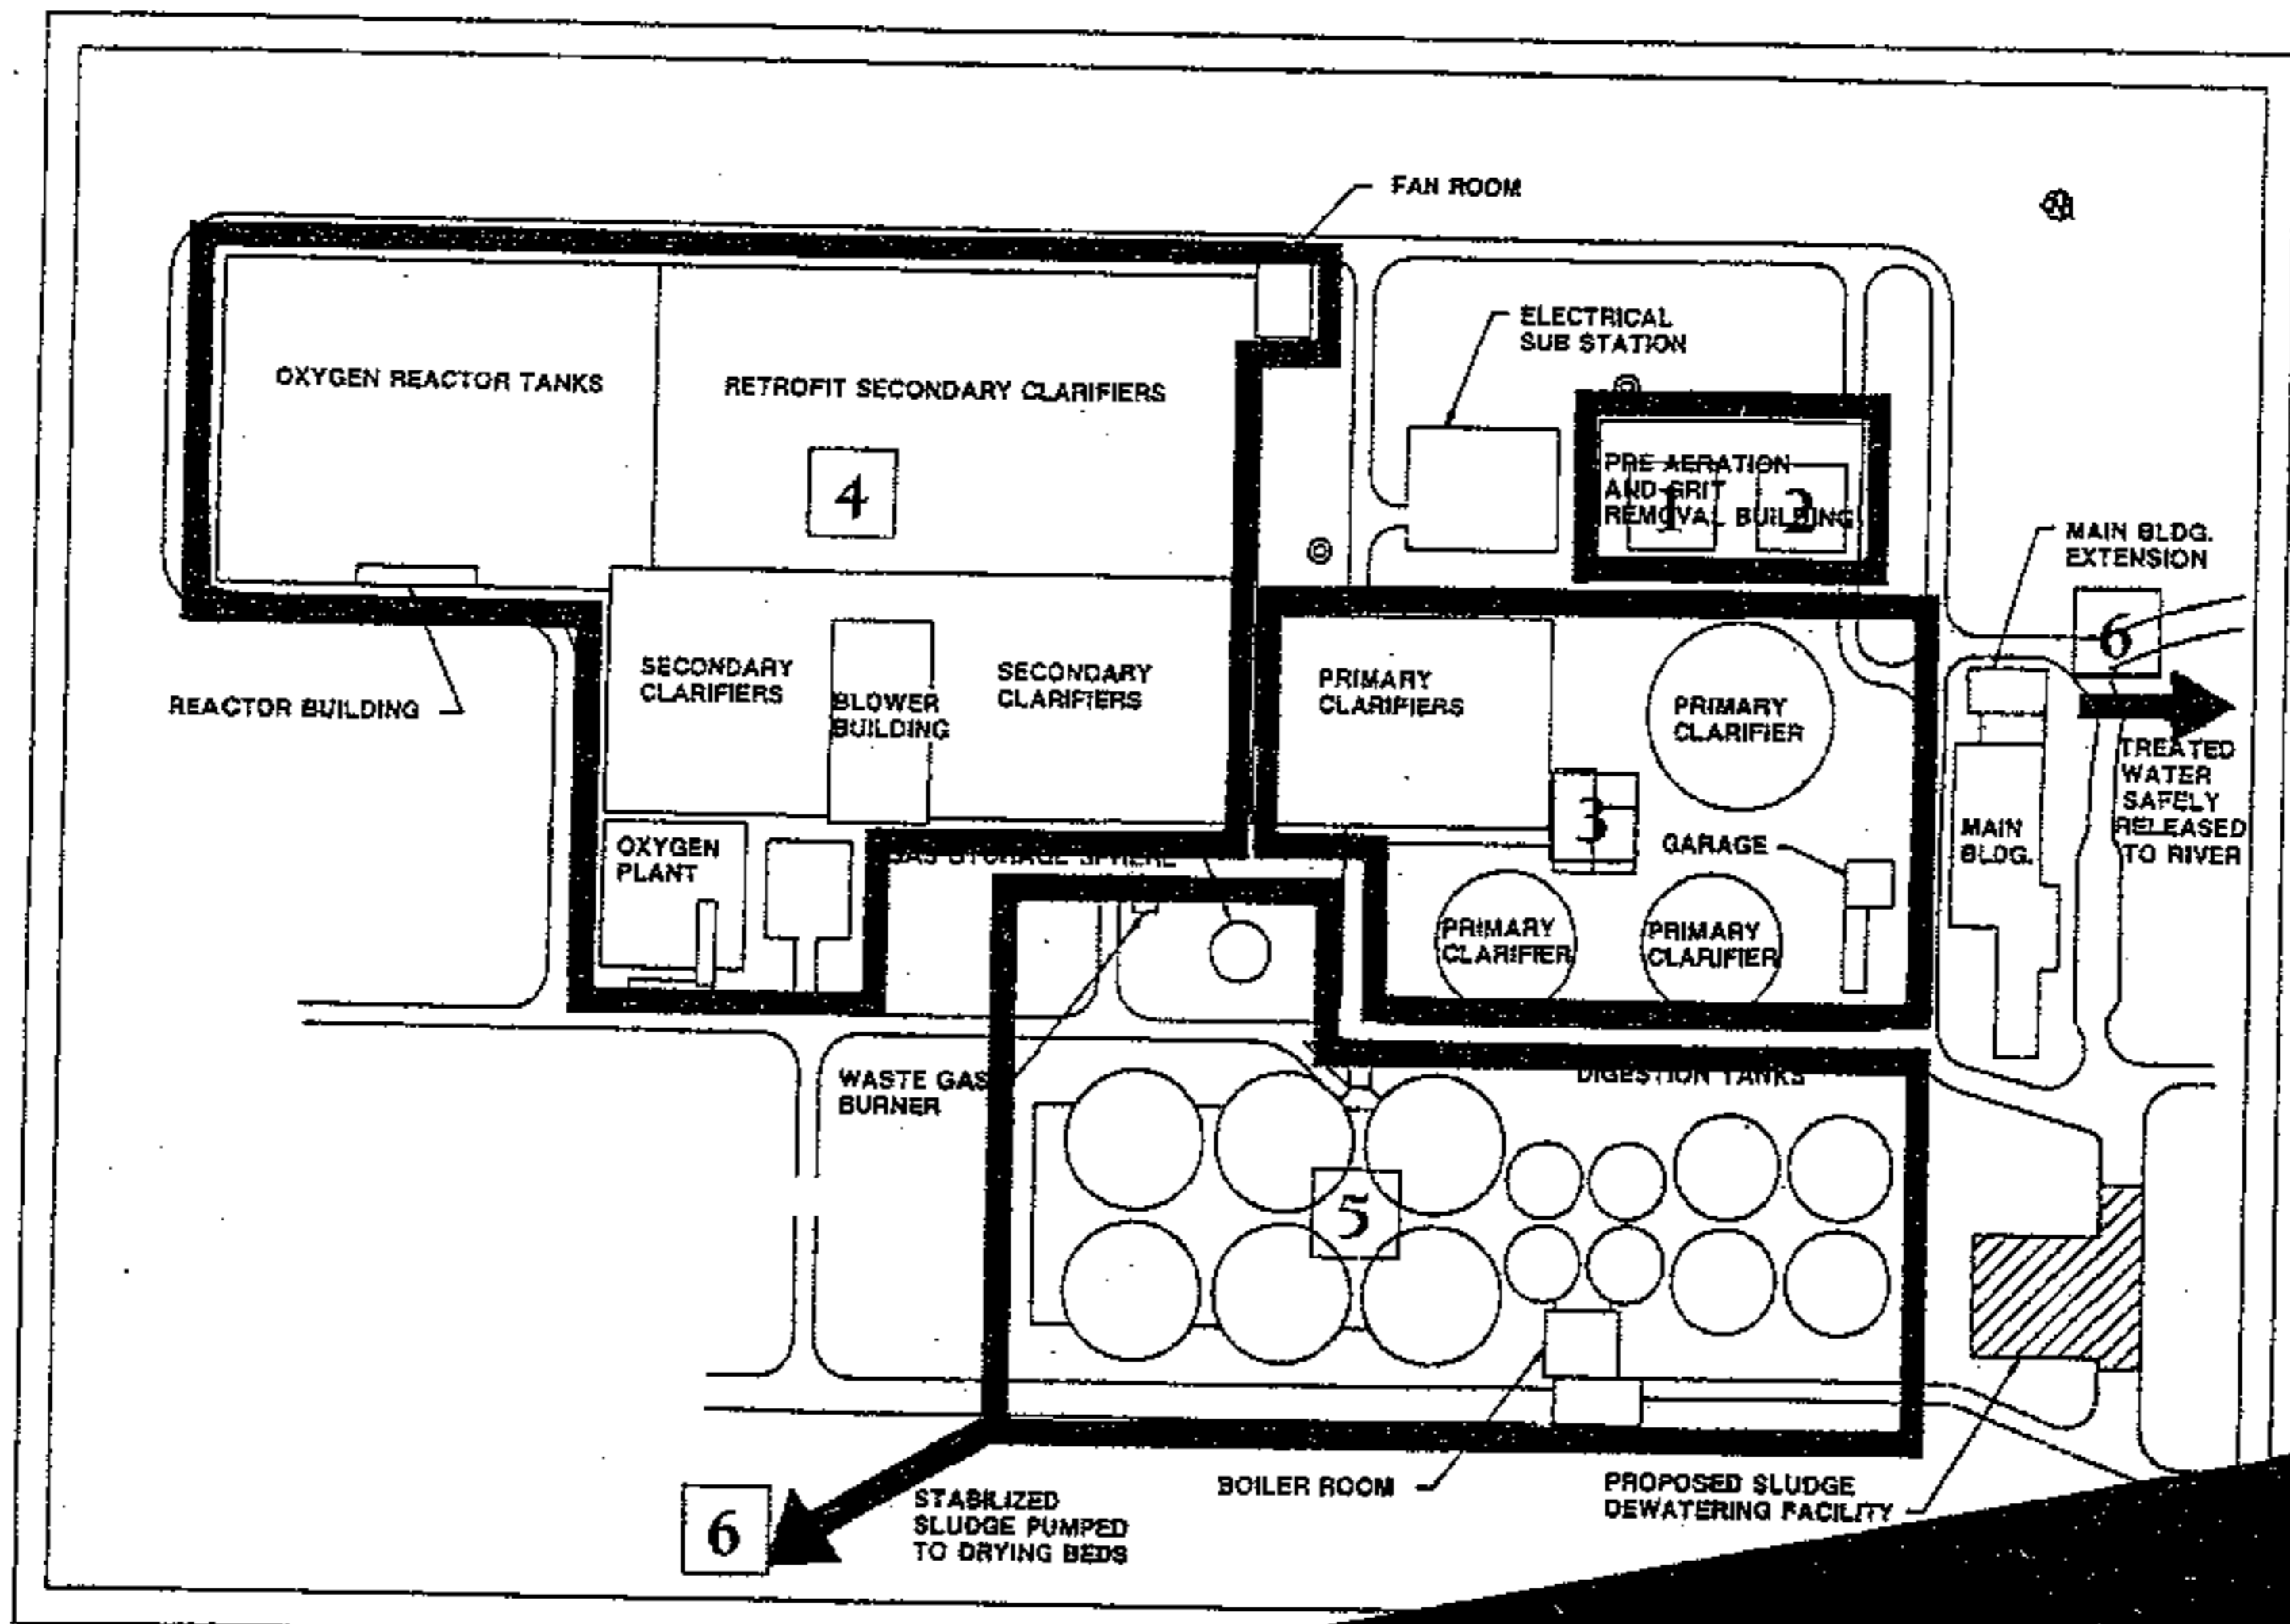 FAN ROOM
ELECTRICAL
SUB STATION
OXYGEN REACTOR TANKS
RETROFIT SECONDARY CLARIFIERS
4
PRE AERATION
AND GRIT
REMOVAL BUILDING
1
2
MAIN BLDG.
EXTENSION
6
REACTOR BUILDING
SECONDARY
CLARIFIERS
BLOWER
BUILDING
SECONDARY
CLARIFIERS
PRIMARY
CLARIFIERS
PRIMARY
CLARIFIER
TREATED
WATER
SAFELY
RELEASED
TO RIVER
3
GARAGE
MAIN
BLDG.
OXYGEN
PLANT
GAS STORAGE SPHERE
PRIMARY
CLARIFIER
PRIMARY
CLARIFIER
WASTE GAS
BURNER
DIGESTION TANKS
5
BOILER ROOM
PROPOSED SLUDGE
DEWATERING FACILITY
6
STABILIZED
SLUDGE PUMPED
TO DRYING BEDS